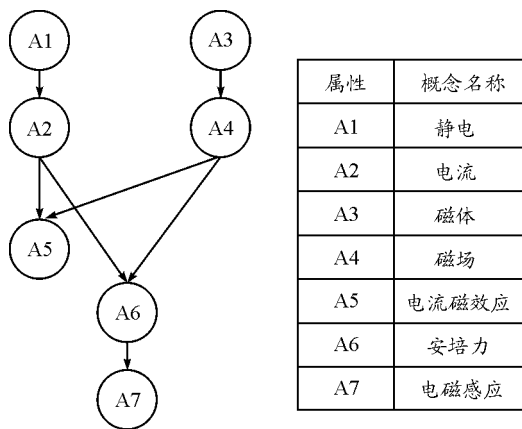 A1
A3
A2
A4
A5
A6
A7
属性 概念名称
A1 静电
A2 电流
A3 磁体
A4 磁场
A5 电流磁效应
A6 安培力
A7 电磁感应